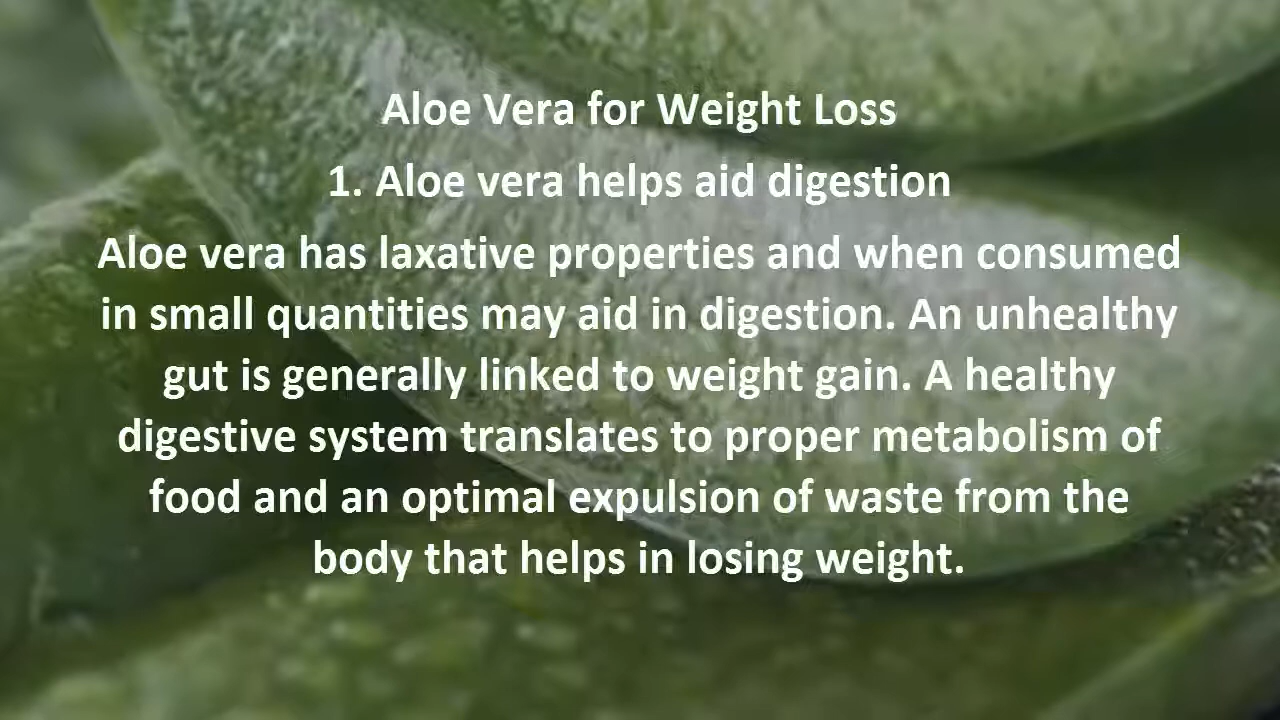 Aloe Vera for Weight Loss
1. Aloe vera helps aid digestion
Aloe vera has laxative properties and when consumed
in small quantities may aid in digestion. An unhealthy
gut is generally linked to weight gain. A healthy
digestive system translates to proper metabolism of
food and an optimal expulsion of waste from the
body that helps in losing weight.